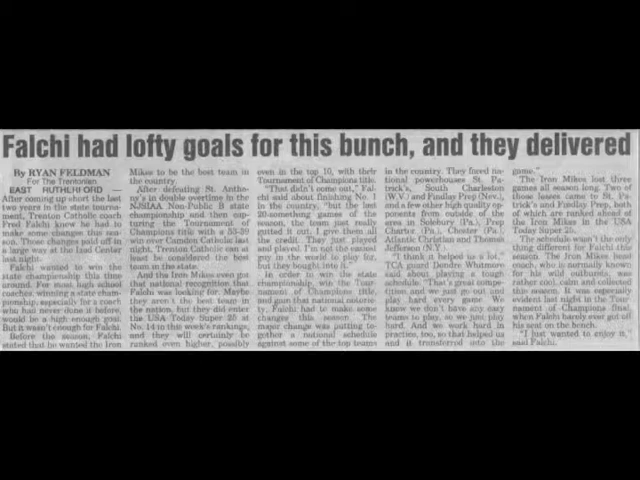 Falchi had lofty goals for this bunch, and they delivered
By RYAN FELDMAN
For The Trentonian
EAST RUTHERFORD —
After coming up short the last
two years in the state tourna-
ment, Trenton Catholic coach
Fred Falchi knew he had to
make some changes this sea-
son. Those changes paid off in
a large way at the Izod Center
last night.
Falchi wanted to win the
state championship this time
around. For most high school
coaches, winning a state cham-
pionship, especially for a coach
who had never done it before,
would be a high enough goal.
But it wasn't enough for Falchi.
Before the season, Falchi
stated that he wanted the Iron
Mikes to be the best team in
the country.
After defeating St. Antho-
ny's in double overtime in the
NJSIAA Non-Public B state
championship and then cap-
turing the Tournament of
Champions title with a
win over Camden Catholic last
night, Trenton Catholic can at
least be considered the best
team in the state.
And the Iron Mikes even got
that national recognition that
Falchi was looking for. Maybe
they aren't the best team in
the nation, but they did enter
the USA Today Super 25 at
No. 14 in this week's rankings,
and they will certainly be
ranked even higher, possibly
even in the top 10, with their
Tournament of Champions title.
"That didn't come out," Fal-
chi said about finishing No. 1
in the country, "but the last
20-something games of the
season, the team just really
gutted it out. I give them all
the credit. They just played
and played. I'm not the easiest
guy in the world to play for,
but they bought into it."
In order to win the state
championship, win the Tour-
nament of Champions title,
and gain that national notorie-
ty, Falchi had to make some
changes this season. The
major change was putting to-
gether a national schedule
against some of the top teams
in the country. They faced na-
tional powerhouses St. Pa-
trick's, South Charleston
(W.V.) and Findlay Prep (Nev.),
and a few other high quality op-
ponents from outside of the
area in Solebury (Pa.), Prep
Charter (Pa.), Chester (Pa.),
Atlantic Christian and Thomas
Jefferson (N.Y.).
"I think it helped us a lot,"
TCA guard Dendre Whitmore
said about playing a tough
schedule. "That's great compe-
tition and we just go out and
play hard every game. We
know we don't have any easy
teams to play, so we just play
hard. And we work hard in
practice, too, so that helped us
and it transferred into the
game."
The Iron Mikes lost three
games all season long. Two of
those losses came to St. Pa-
trick's and Findlay Prep, both
of which are ranked ahead of
the Iron Mikes in the USA
Today Super 25.
The schedule wasn't the only
thing different for Falchi this
season. The Iron Mikes head
coach, who is normally known
for his wild outbursts, was
rather cool, calm and collected
this season. It was especially
evident last night in the Tour-
nament of Champions final,
when Falchi barely ever got off
his seat on the bench.
"I just wanted to enjoy it,"
said Falchi.